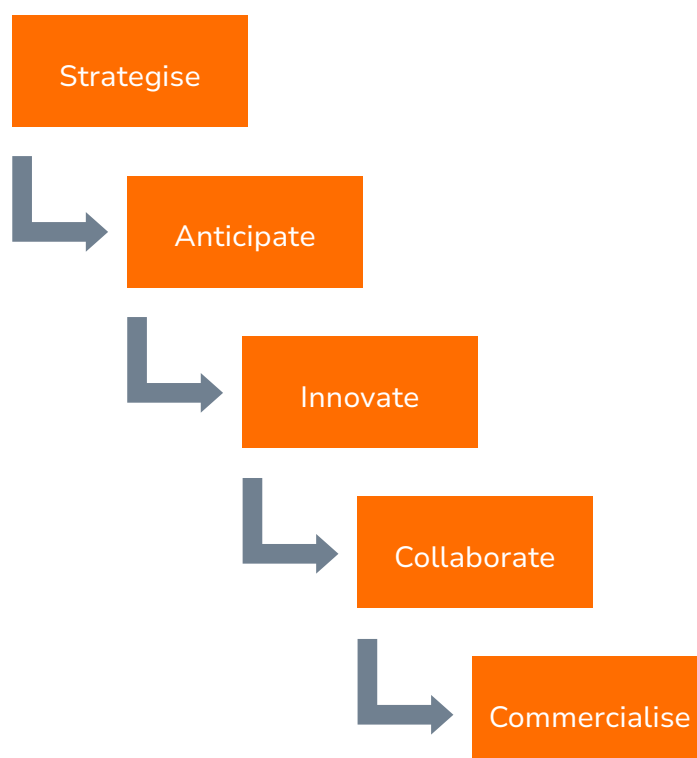 Strategise
Anticipate
Innovate
Collaborate
Commercialise